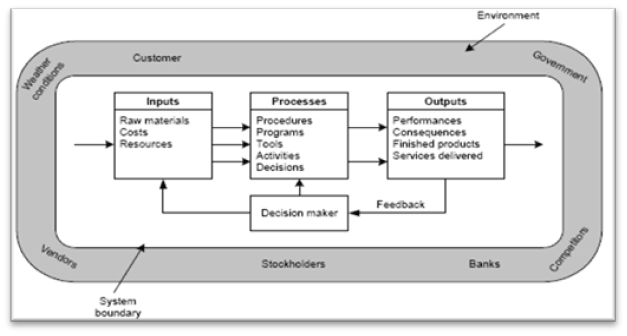 Environment
Customer
Government
Weather
conditions
Inputs
Raw materials
Costs
Resources
Processes
Procedures
Programs
Tools
Activities
Decisions
Outputs
Performances
Consequences
Finished products
Services delivered
Decision maker
Feedback
Vendors
Stockholders
Banks
Competitors
System
boundary